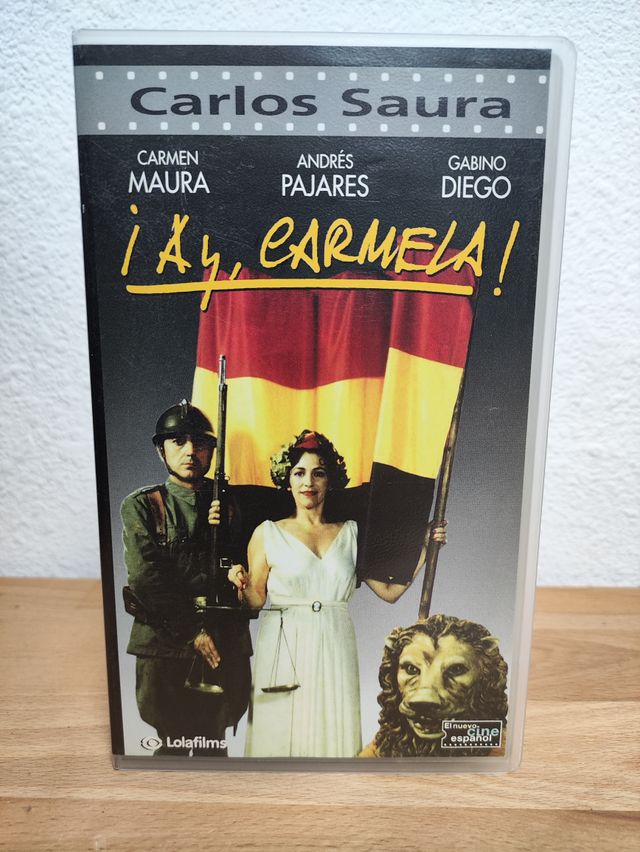 Carlos Saura
CARMEN
MAURA
ANDRÉS
PAJARES
GABINO
DIEGO
¡Ay, CARMELA!
Lolafilms
El nuevo
cine
español